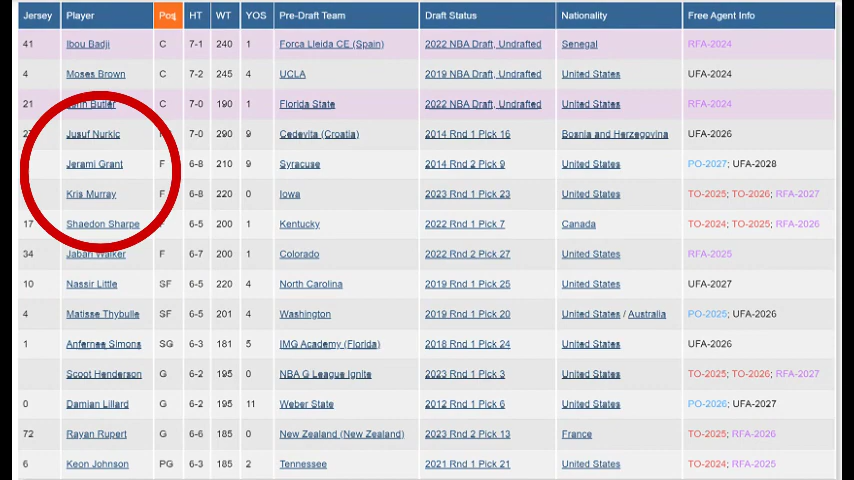 Jersey Player Pos HT WT YOS Pre-Draft Team Draft Status Nationality Free Agent Info
41 Ibou Badji C 7-1 240 1 Forca Lleida CE (Spain) 2022 NBA Draft, Undrafted Senegal RFA-2024
4 Moses Brown C 7-2 245 4 UCLA 2019 NBA Draft, Undrafted United States UFA-2024
21 Butler C 7-0 190 1 Florida State 2022 NBA Draft, Undrafted United States RFA-2024
Jusuf Nurkic 7-0 290 9 Cedevita (Croatia) 2014 Rnd 1 Pick 16 Bosnia and Herzegovina UFA-2026
Jerami Grant F 6-8 210 9 Syracuse 2014 Rnd 2 Pick 9 United States PO-2027; UFA-2028
Kris Murray F 6-8 220 0 Iowa 2023 Rnd 1 Pick 23 United States TO-2025; TO-2026; RFA-2027
17 Shaedon Sharpe 6-5 200 1 Kentucky 2022 Rnd 1 Pick 7 Canada TO-2024; TO-2025; RFA-2026
34 Jabari Walker F 6-7 200 1 Colorado 2022 Rnd 2 Pick 27 United States RFA-2025
10 Nassir Little SF 6-5 220 4 North Carolina 2019 Rnd 1 Pick 25 United States UFA-2027
4 Matisse Thybulle SF 6-5 201 4 Washington 2019 Rnd 1 Pick 20 United States / Australia PO-2025; UFA-2026
1 Anfernee Simons SG 6-3 181 5 IMG Academy (Florida) 2018 Rnd 1 Pick 24 United States UFA-2026
Scoot Henderson G 6-2 195 0 NBA G League Ignite 2023 Rnd 1 Pick 3 United States TO-2025; TO-2026; RFA-2027
0 Damian Lillard G 6-2 195 11 Weber State 2012 Rnd 1 Pick 6 United States PO-2026; UFA-2027
72 Rayan Rupert G 6-6 185 0 New Zealand (New Zealand) 2023 Rnd 2 Pick 13 France TO-2025; RFA-2026
6 Keon Johnson PG 6-3 185 2 Tennessee 2021 Rnd 1 Pick 21 United States TO-2024; RFA-2025